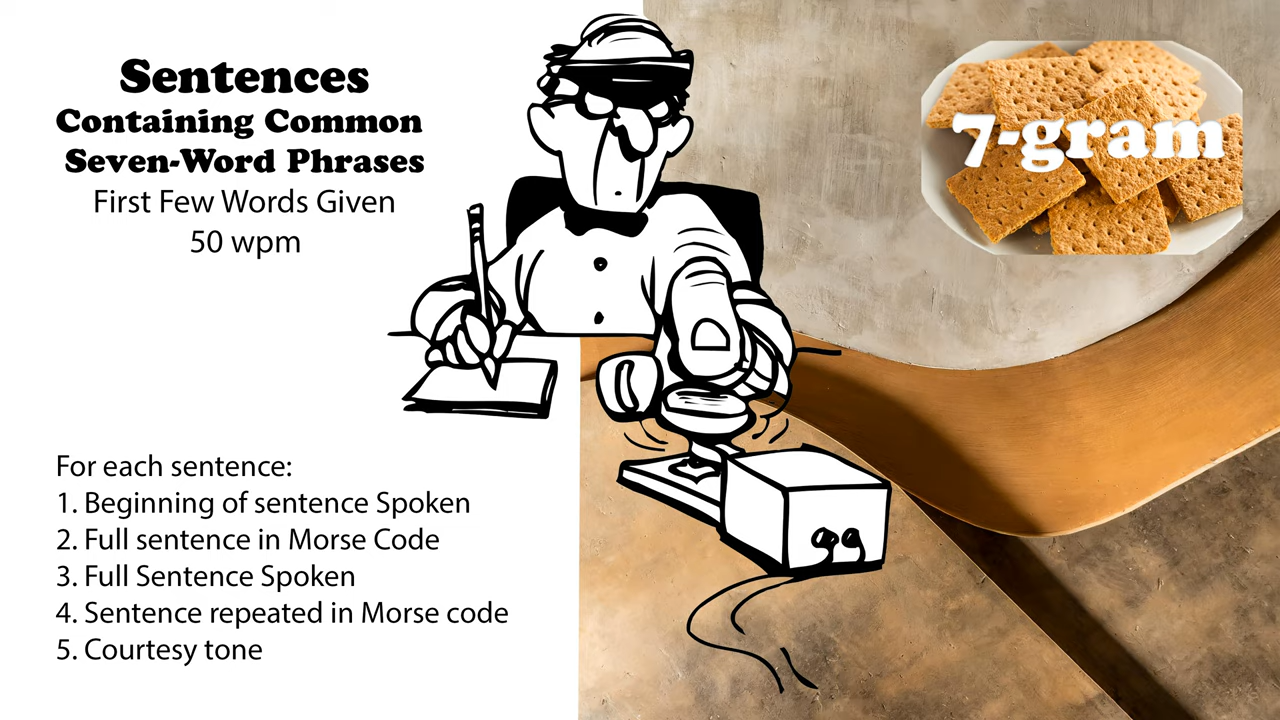 Sentences
Containing Common
Seven-Word Phrases
First Few Words Given
50 wpm
7-gram
For each sentence:
1. Beginning of sentence Spoken
2. Full sentence in Morse Code
3. Full Sentence Spoken
4. Sentence repeated in Morse code
5. Courtesy tone